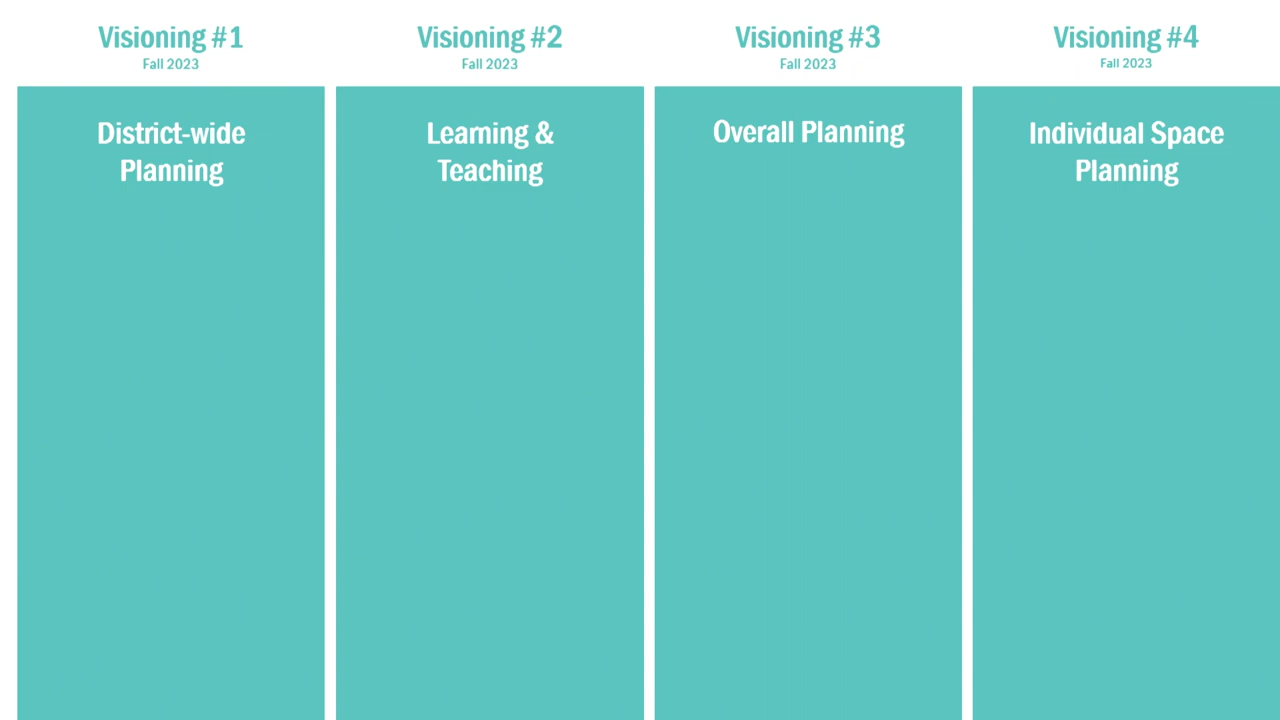 Visioning #1
Fall 2023
District-wide
Planning
Visioning #2
Fall 2023
Learning &
Teaching
Visioning #3
Fall 2023
Overall Planning
Visioning #4
Fall 2023
Individual Space
Planning